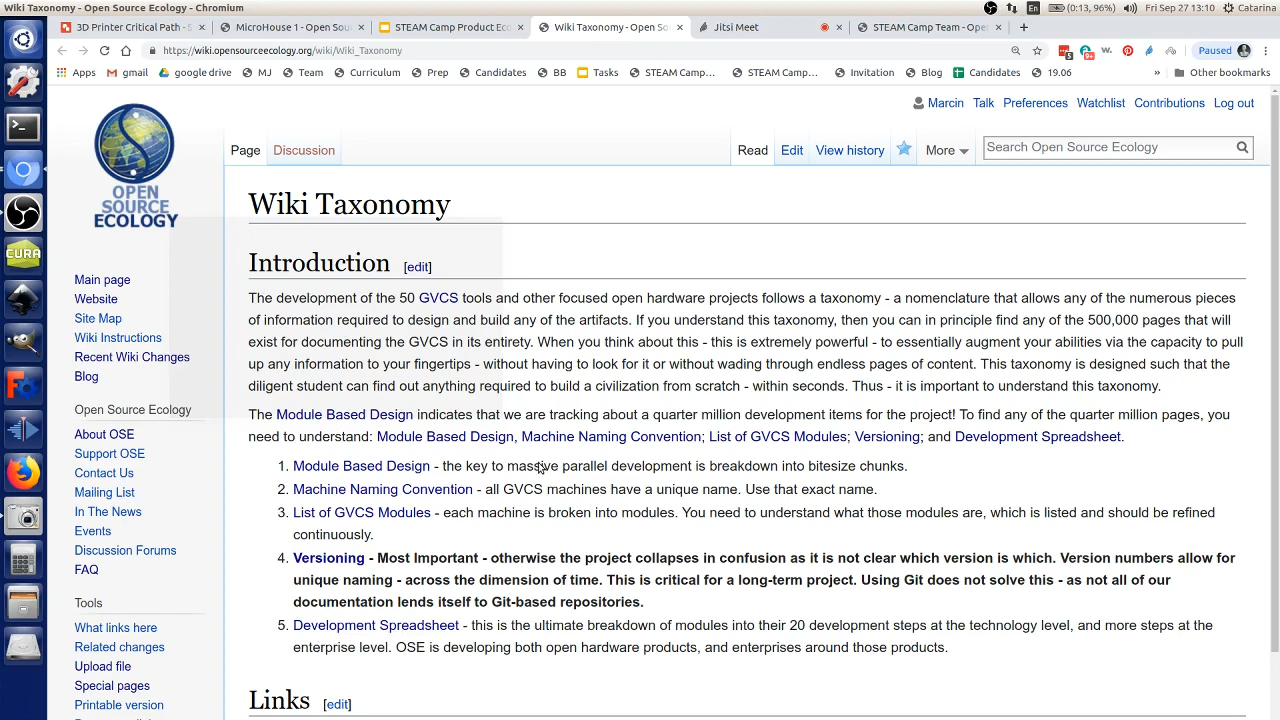 Wiki Taxonomy - Open Source Ecology - Chromium
En (0:13, 96%) Fri Sep 27 13:10 Catarina
3D Printer Critical Path - S × MicroHouse 1 - Open Sou × STEAM Camp Product Ec × Wiki Taxonomy - Open So × Jitsi Meet × STEAM Camp Team - Ope × +
https://wiki.opensourceecology.org/wiki/Wiki_Taxonomy Paused
Apps gmail google drive MJ Team Curriculum Prep Candidates BB Tasks STEAM Camp... STEAM Camp... Invitation Blog Candidates 19.06 » Other bookmarks
Marcin Talk Preferences Watchlist Contributions Log out
OPEN
SOURCE
ECOLOGY
Page Discussion Read Edit View history More Search Open Source Ecology
Main page
Website
Site Map
Wiki Instructions
Recent Wiki Changes
Blog
Open Source Ecology
About OSE
Support OSE
Contact Us
Mailing List
In The News
Events
Discussion Forums
FAQ
Tools
What links here
Related changes
Upload file
Special pages
Printable version
Wiki Taxonomy
Introduction [edit]
The development of the 50 GVCS tools and other focused open hardware projects follows a taxonomy - a nomenclature that allows any of the numerous pieces
of information required to design and build any of the artifacts. If you understand this taxonomy, then you can in principle find any of the 500,000 pages that will
exist for documenting the GVCS in its entirety. When you think about this - this is extremely powerful - to essentially augment your abilities via the capacity to pull
up any information to your fingertips - without having to look for it or without wading through endless pages of content. This taxonomy is designed such that the
diligent student can find out anything required to build a civilization from scratch - within seconds. Thus - it is important to understand this taxonomy.
The Module Based Design indicates that we are tracking about a quarter million development items for the project! To find any of the quarter million pages, you
need to understand: Module Based Design, Machine Naming Convention; List of GVCS Modules; Versioning; and Development Spreadsheet.
1. Module Based Design - the key to massive parallel development is breakdown into bitesize chunks.
2. Machine Naming Convention - all GVCS machines have a unique name. Use that exact name.
3. List of GVCS Modules - each machine is broken into modules. You need to understand what those modules are, which is listed and should be refined
continuously.
4. Versioning - Most Important - otherwise the project collapses in confusion as it is not clear which version is which. Version numbers allow for
unique naming - across the dimension of time. This is critical for a long-term project. Using Git does not solve this - as not all of our
documentation lends itself to Git-based repositories.
5. Development Spreadsheet - this is the ultimate breakdown of modules into their 20 development steps at the technology level, and more steps at the
enterprise level. OSE is developing both open hardware products, and enterprises around those products.
Links [edit]
CURA